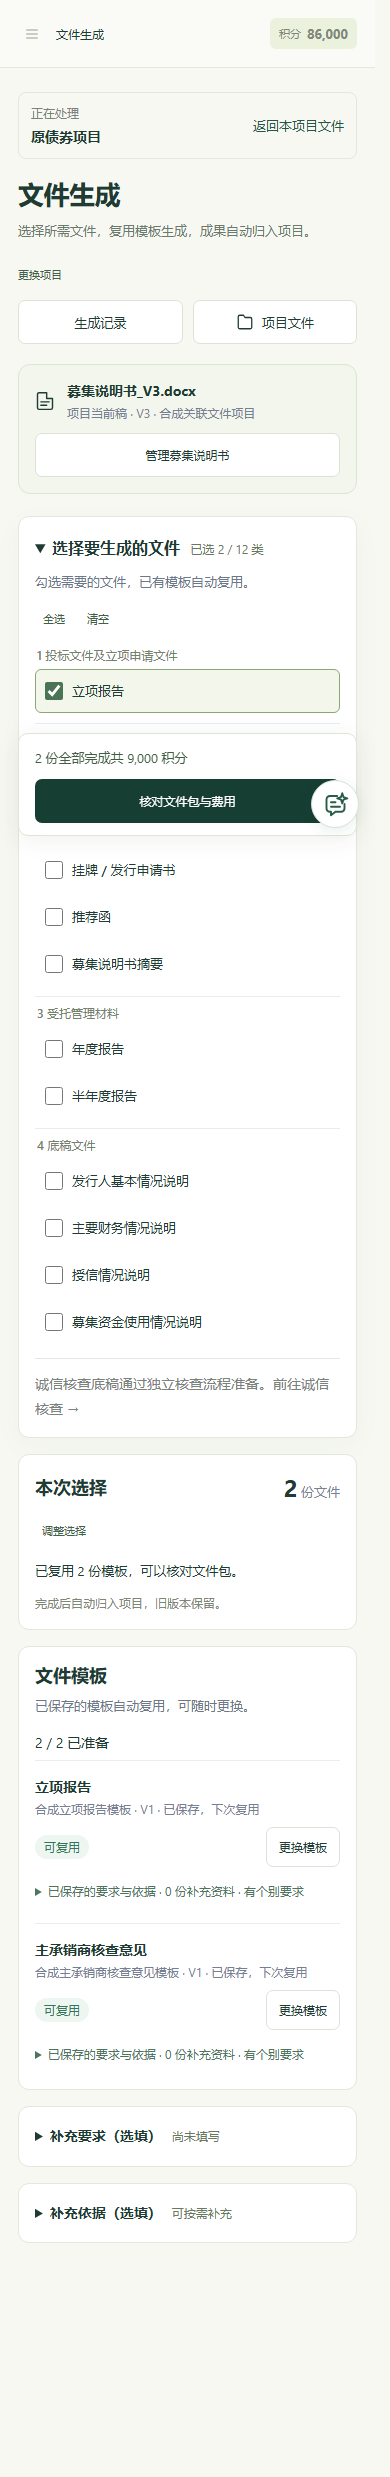 文件生成
积分 86,000
正在处理
原债券项目
返回本项目文件
文件生成
选择所需文件，复用模板生成，成果自动归入项目。
更换项目
生成记录
项目文件
募集说明书_V3.docx
项目当前稿 · V3 · 合成关联文件项目
管理募集说明书
▼ 选择要生成的文件 已选 2 / 12 类
勾选需要的文件，已有模板自动复用。
全选 清空
1 投标文件及立项申请文件
立项报告
2 份全部完成共 9,000 积分
核对文件包与费用
挂牌 / 发行申请书
推荐函
募集说明书摘要
3 受托管理材料
年度报告
半年度报告
4 底稿文件
发行人基本情况说明
主要财务情况说明
授信情况说明
募集资金使用情况说明
诚信核查底稿通过独立核查流程准备。前往诚信
核查 →
本次选择
2 份文件
调整选择
已复用 2 份模板，可以核对文件包。
完成后自动归入项目，旧版本保留。
文件模板
已保存的模板自动复用，可随时更换。
2 / 2 已准备
立项报告
合成立项报告模板 · V1 · 已保存，下次复用
可复用
更换模板
▶ 已保存的要求与依据 · 0 份补充资料 · 有个别要求
主承销商核查意见
合成主承销商核查意见模板 · V1 · 已保存，下次复用
可复用
更换模板
▶ 已保存的要求与依据 · 0 份补充资料 · 有个别要求
▶ 补充要求（选填） 尚未填写
▶ 补充依据（选填） 可按需补充